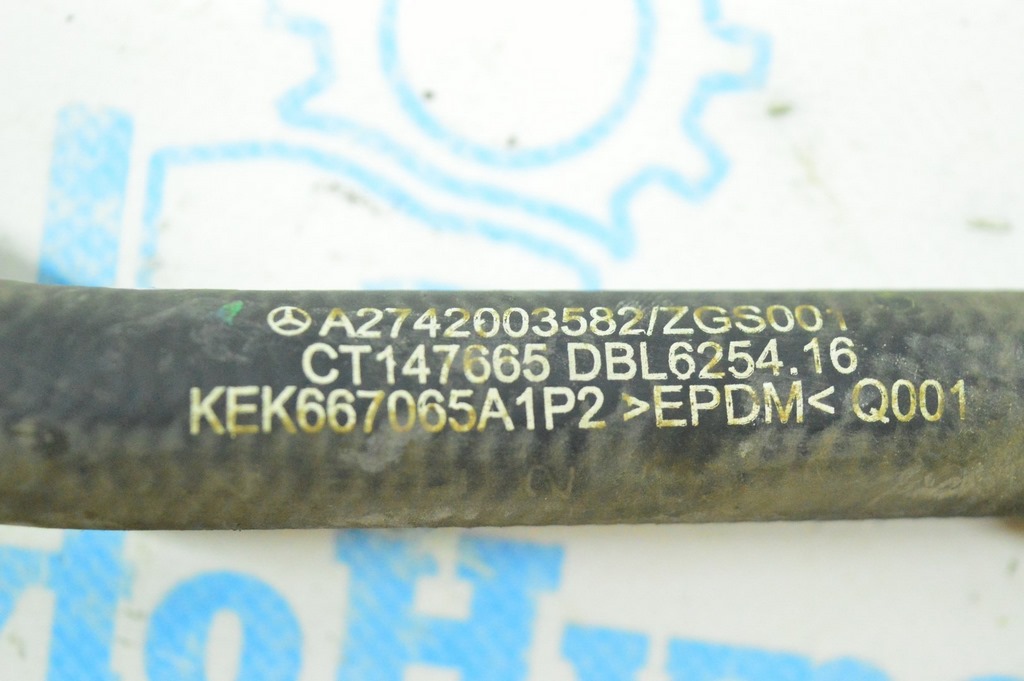 A2742003582/ZGS001
CT147665 DBL6254.16
KEK667065A1P2 >EPDM< Q001